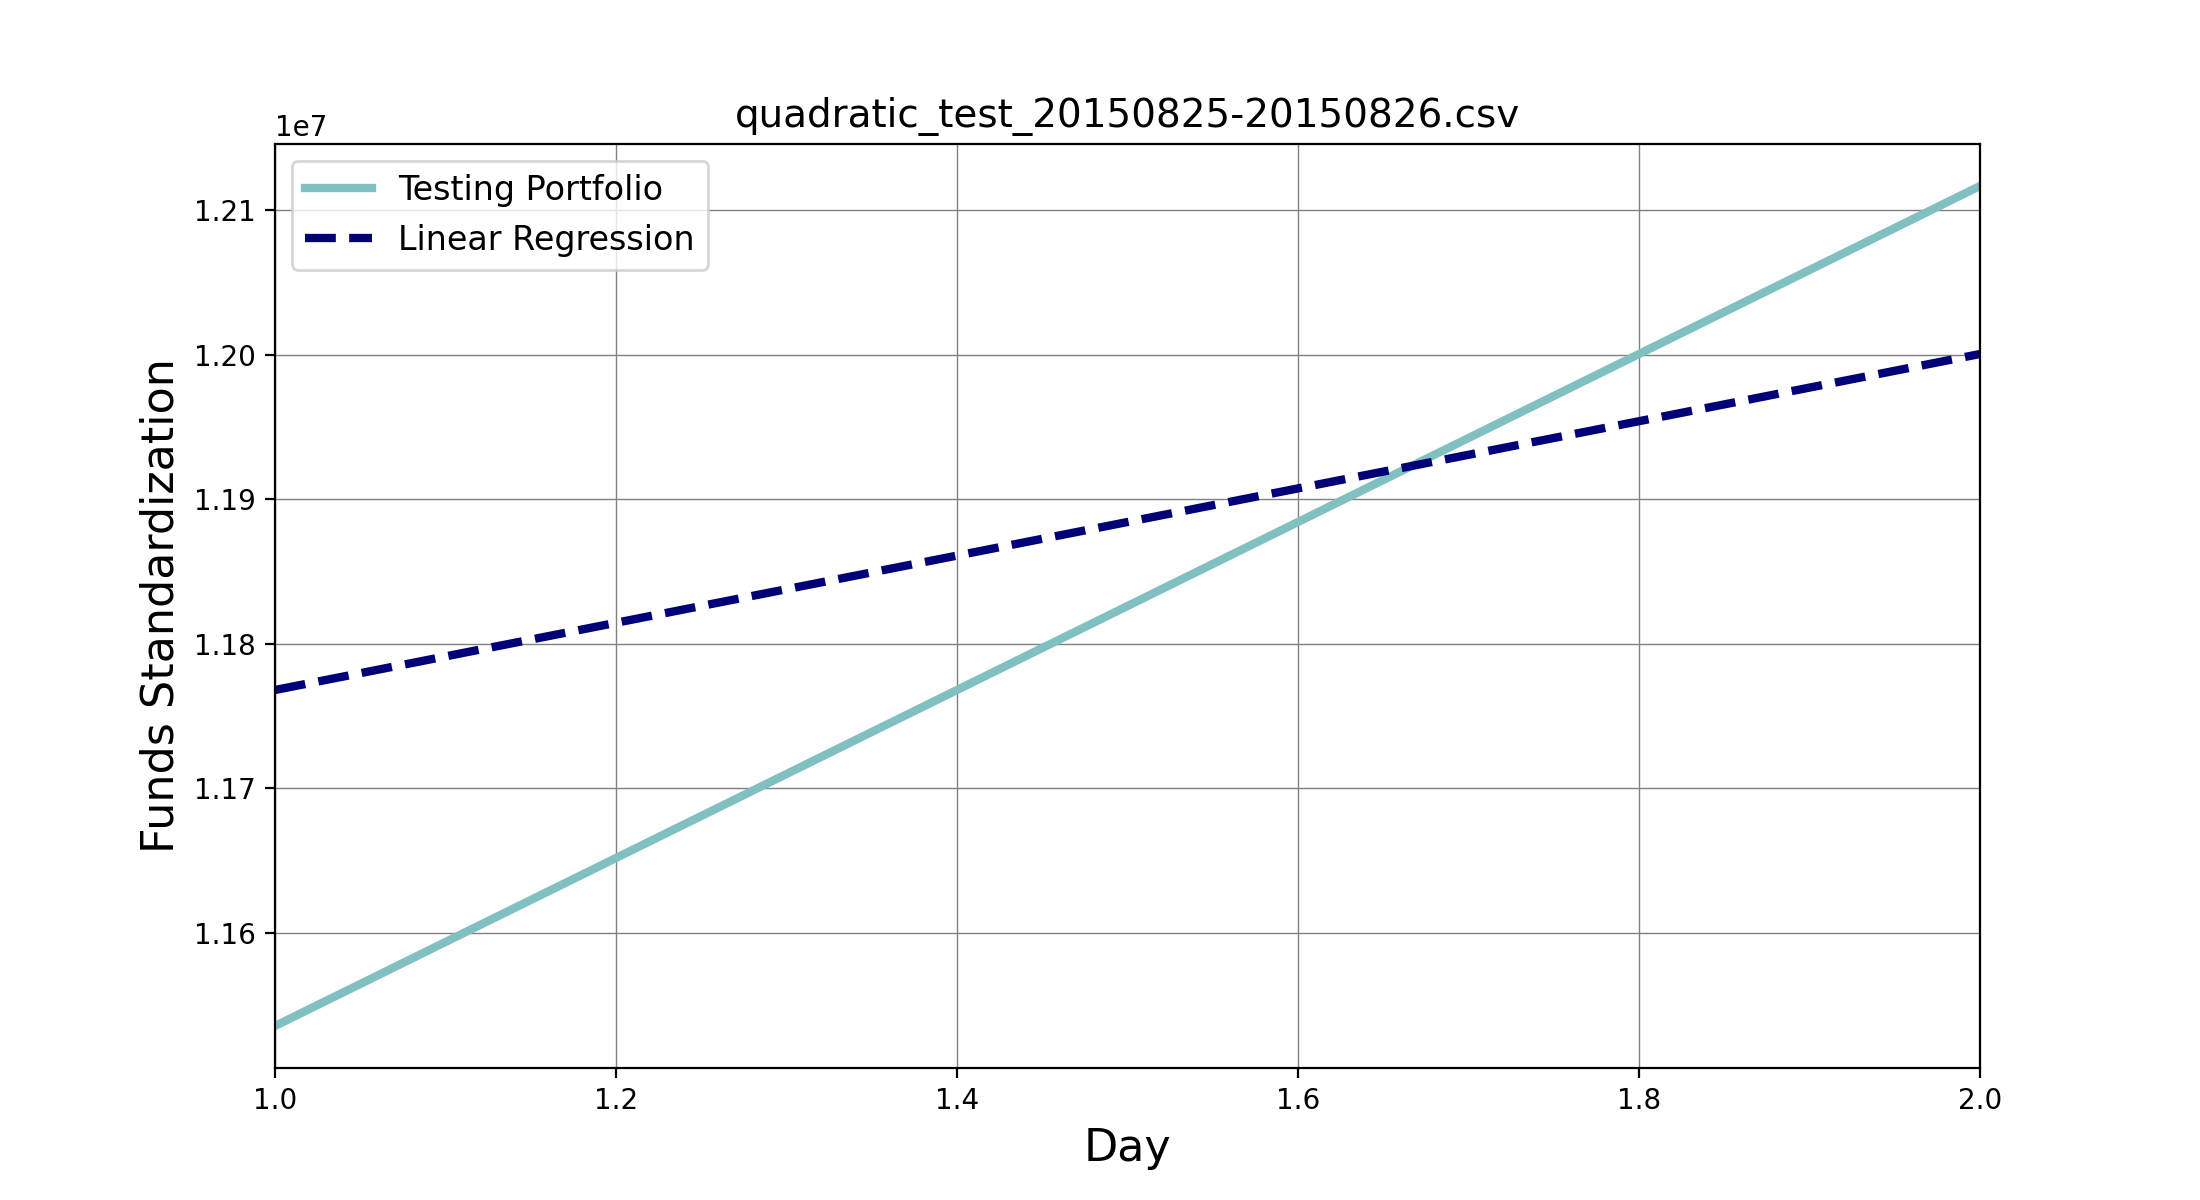 quadratic_test_20150825-20150826.csv
1e7
Testing Portfolio
Linear Regression
1.21
1.20
1.19
1.18
1.17
1.16
Funds Standardization
1.0 1.2 1.4 1.6 1.8 2.0
Day